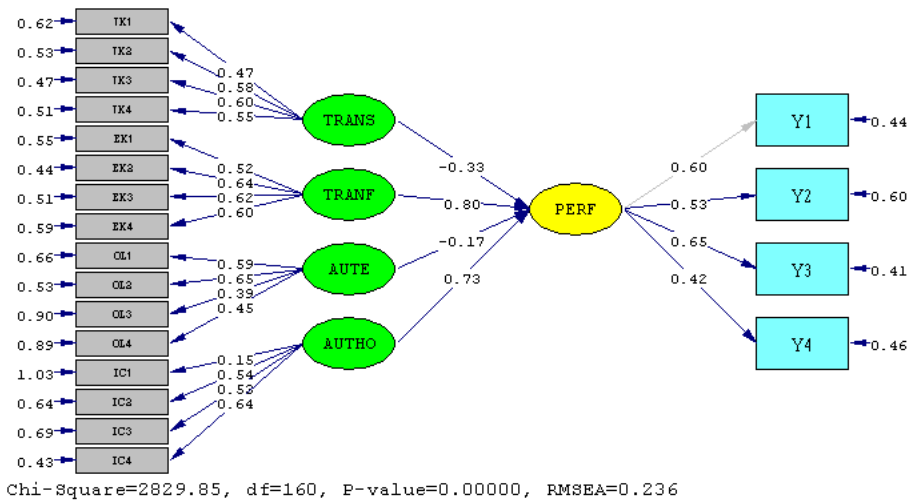 0.62 IK1
0.53 IK2
0.47 IK3
0.51 IK4
0.55 EK1
0.44 EK2
0.51 EK3
0.59 EK4
0.66 OL1
0.53 OL2
0.90 OL3
0.89 OL4
1.03 IC1
0.64 IC2
0.69 IC3
0.43 IC4
0.47
0.58
0.60
0.55
0.52
0.64
0.62
0.60
0.59
0.65
0.39
0.45
0.15
0.54
0.53
0.64
TRANS
TRANF
AUTE
AUTHO
-0.33
0.80
-0.17
0.73
PERF
0.60
0.53
0.65
0.42
Y1 0.44
Y2 0.60
Y3 0.41
Y4 0.46
Chi-Square=2829.85, df=160, P-value=0.00000, RMSEA=0.236